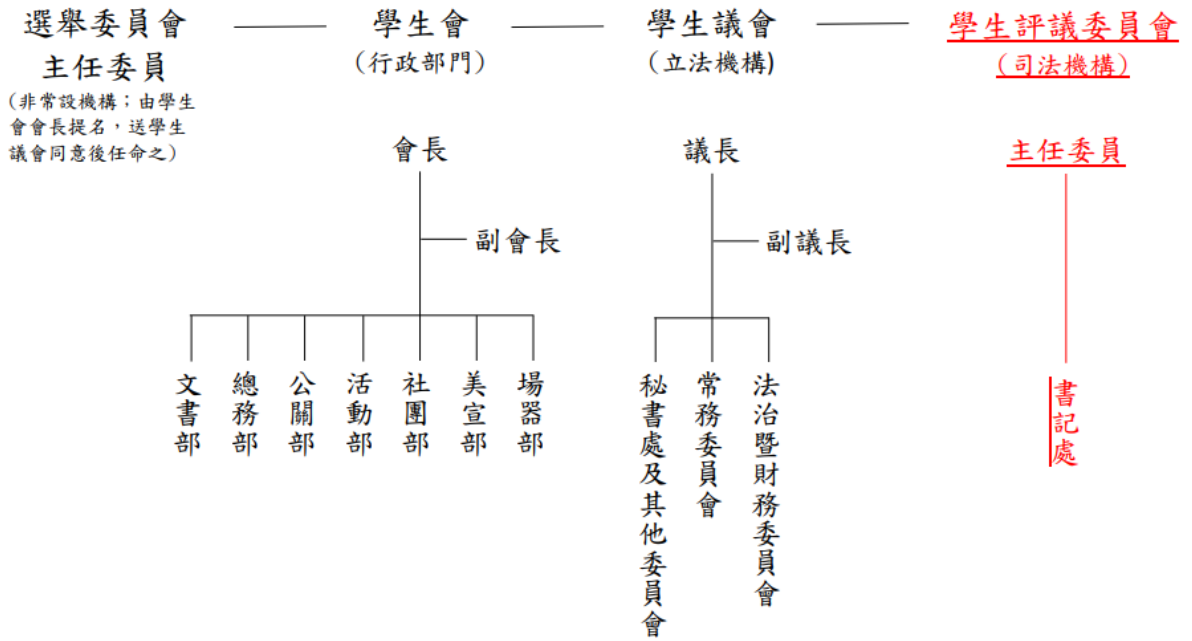 選舉委員會
主任委員
(非常設機構；由學生
會會長提名，送學生
議會同意後任命之)
學生會
(行政部門)
會長
副會長
文書部
總務部
公關部
活動部
社團部
美宣部
場器部
學生議會
(立法機構)
議長
副議長
秘書處及其他委員會
常務委員會
法治暨財務委員會
學生評議委員會
(司法機構)
主任委員
書記處